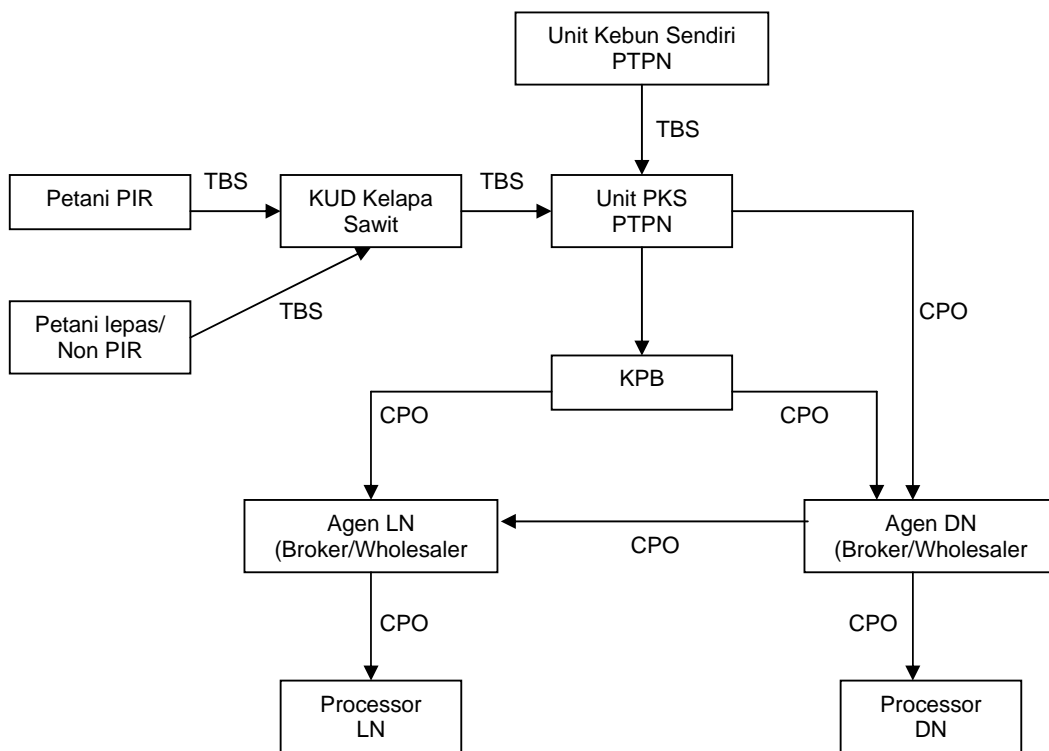 Unit Kebun Sendiri
PTPN
TBS
Petani PIR
TBS
KUD Kelapa
Sawit
TBS
Unit PKS
PTPN
Petani lepas/
Non PIR
TBS
CPO
KPB
CPO
CPO
Agen LN
(Broker/Wholesaler
CPO
Agen DN
(Broker/Wholesaler
CPO
CPO
Processor
LN
Processor
DN